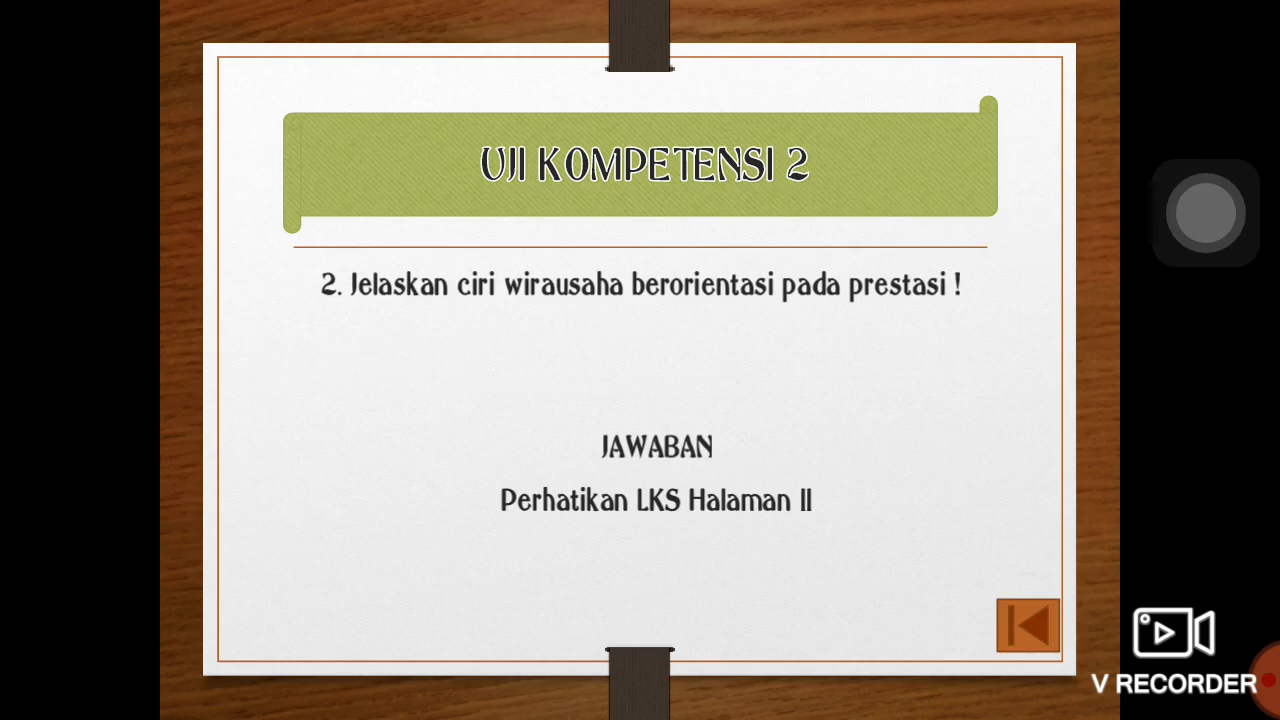 UJI KOMPETENSI 2
2. Jelaskan ciri wirausaha berorientasi pada prestasi !
JAWABAN
Perhatikan LKS Halaman 11
V RECORDER